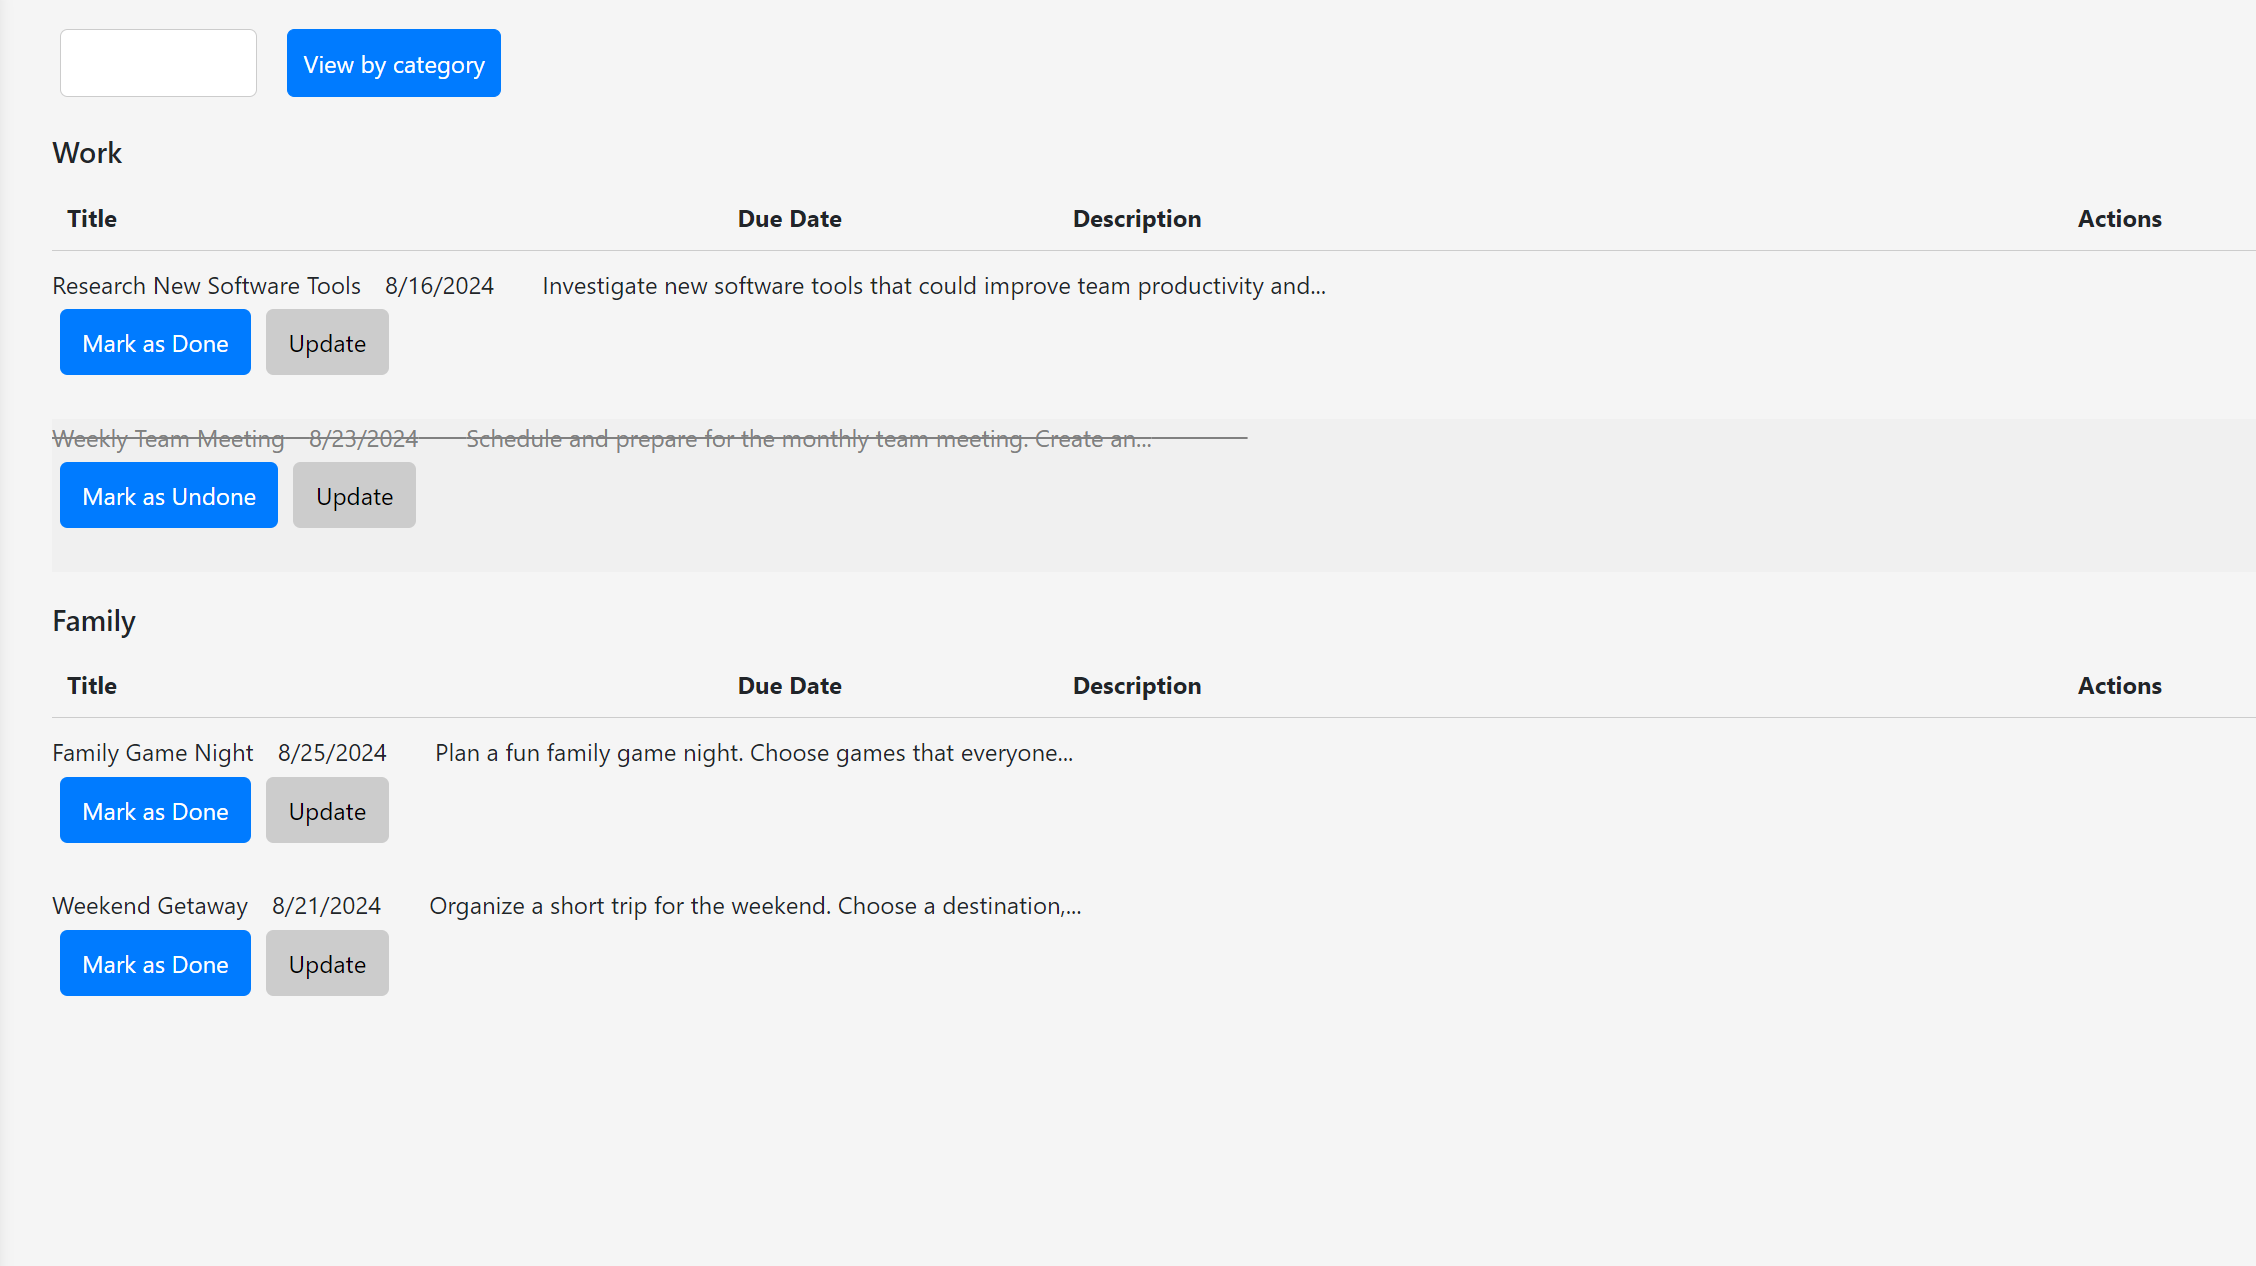 View by category
Work
Title Due Date Description Actions
Research New Software Tools 8/16/2024 Investigate new software tools that could improve team productivity and...
Mark as Done Update
Weekly Team Meeting 8/23/2024 Schedule and prepare for the monthly team meeting. Create an...
Mark as Undone Update
Family
Title Due Date Description Actions
Family Game Night 8/25/2024 Plan a fun family game night. Choose games that everyone...
Mark as Done Update
Weekend Getaway 8/21/2024 Organize a short trip for the weekend. Choose a destination,...
Mark as Done Update